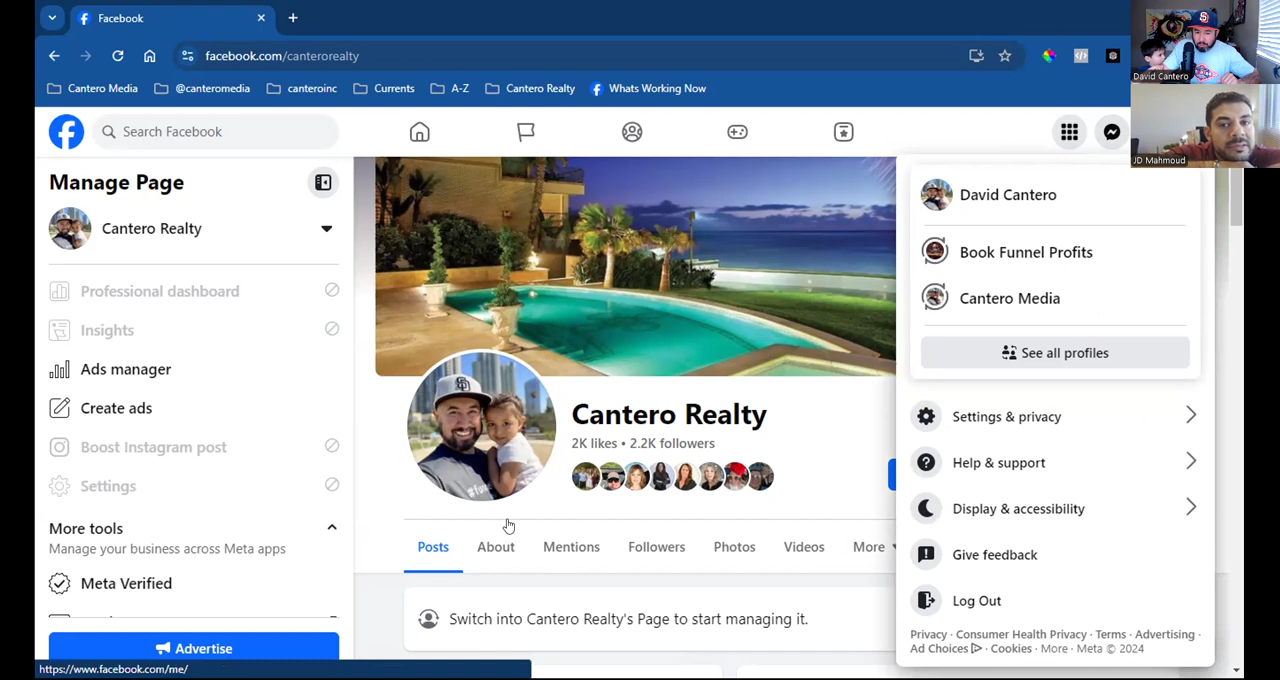 Facebook
facebook.com/canterorealty
Cantero Media
@canteromedia
canteroinc
Currents
A-Z
Cantero Realty
Whats Working Now
David Cantero
JD Mahmoud
Search Facebook
Manage Page
Cantero Realty
Professional dashboard
Insights
Ads manager
Create ads
Boost Instagram post
Settings
More tools
Manage your business across Meta apps
Meta Verified
Advertise
https://www.facebook.com/me/
Cantero Realty
2K likes • 2.2K followers
Posts
About
Mentions
Followers
Photos
Videos
More
Switch into Cantero Realty's Page to start managing it.
David Cantero
Book Funnel Profits
Cantero Media
See all profiles
Settings & privacy
Help & support
Display & accessibility
Give feedback
Log Out
Privacy · Consumer Health Privacy · Terms · Advertising ·
Ad Choices · Cookies · More · Meta © 2024